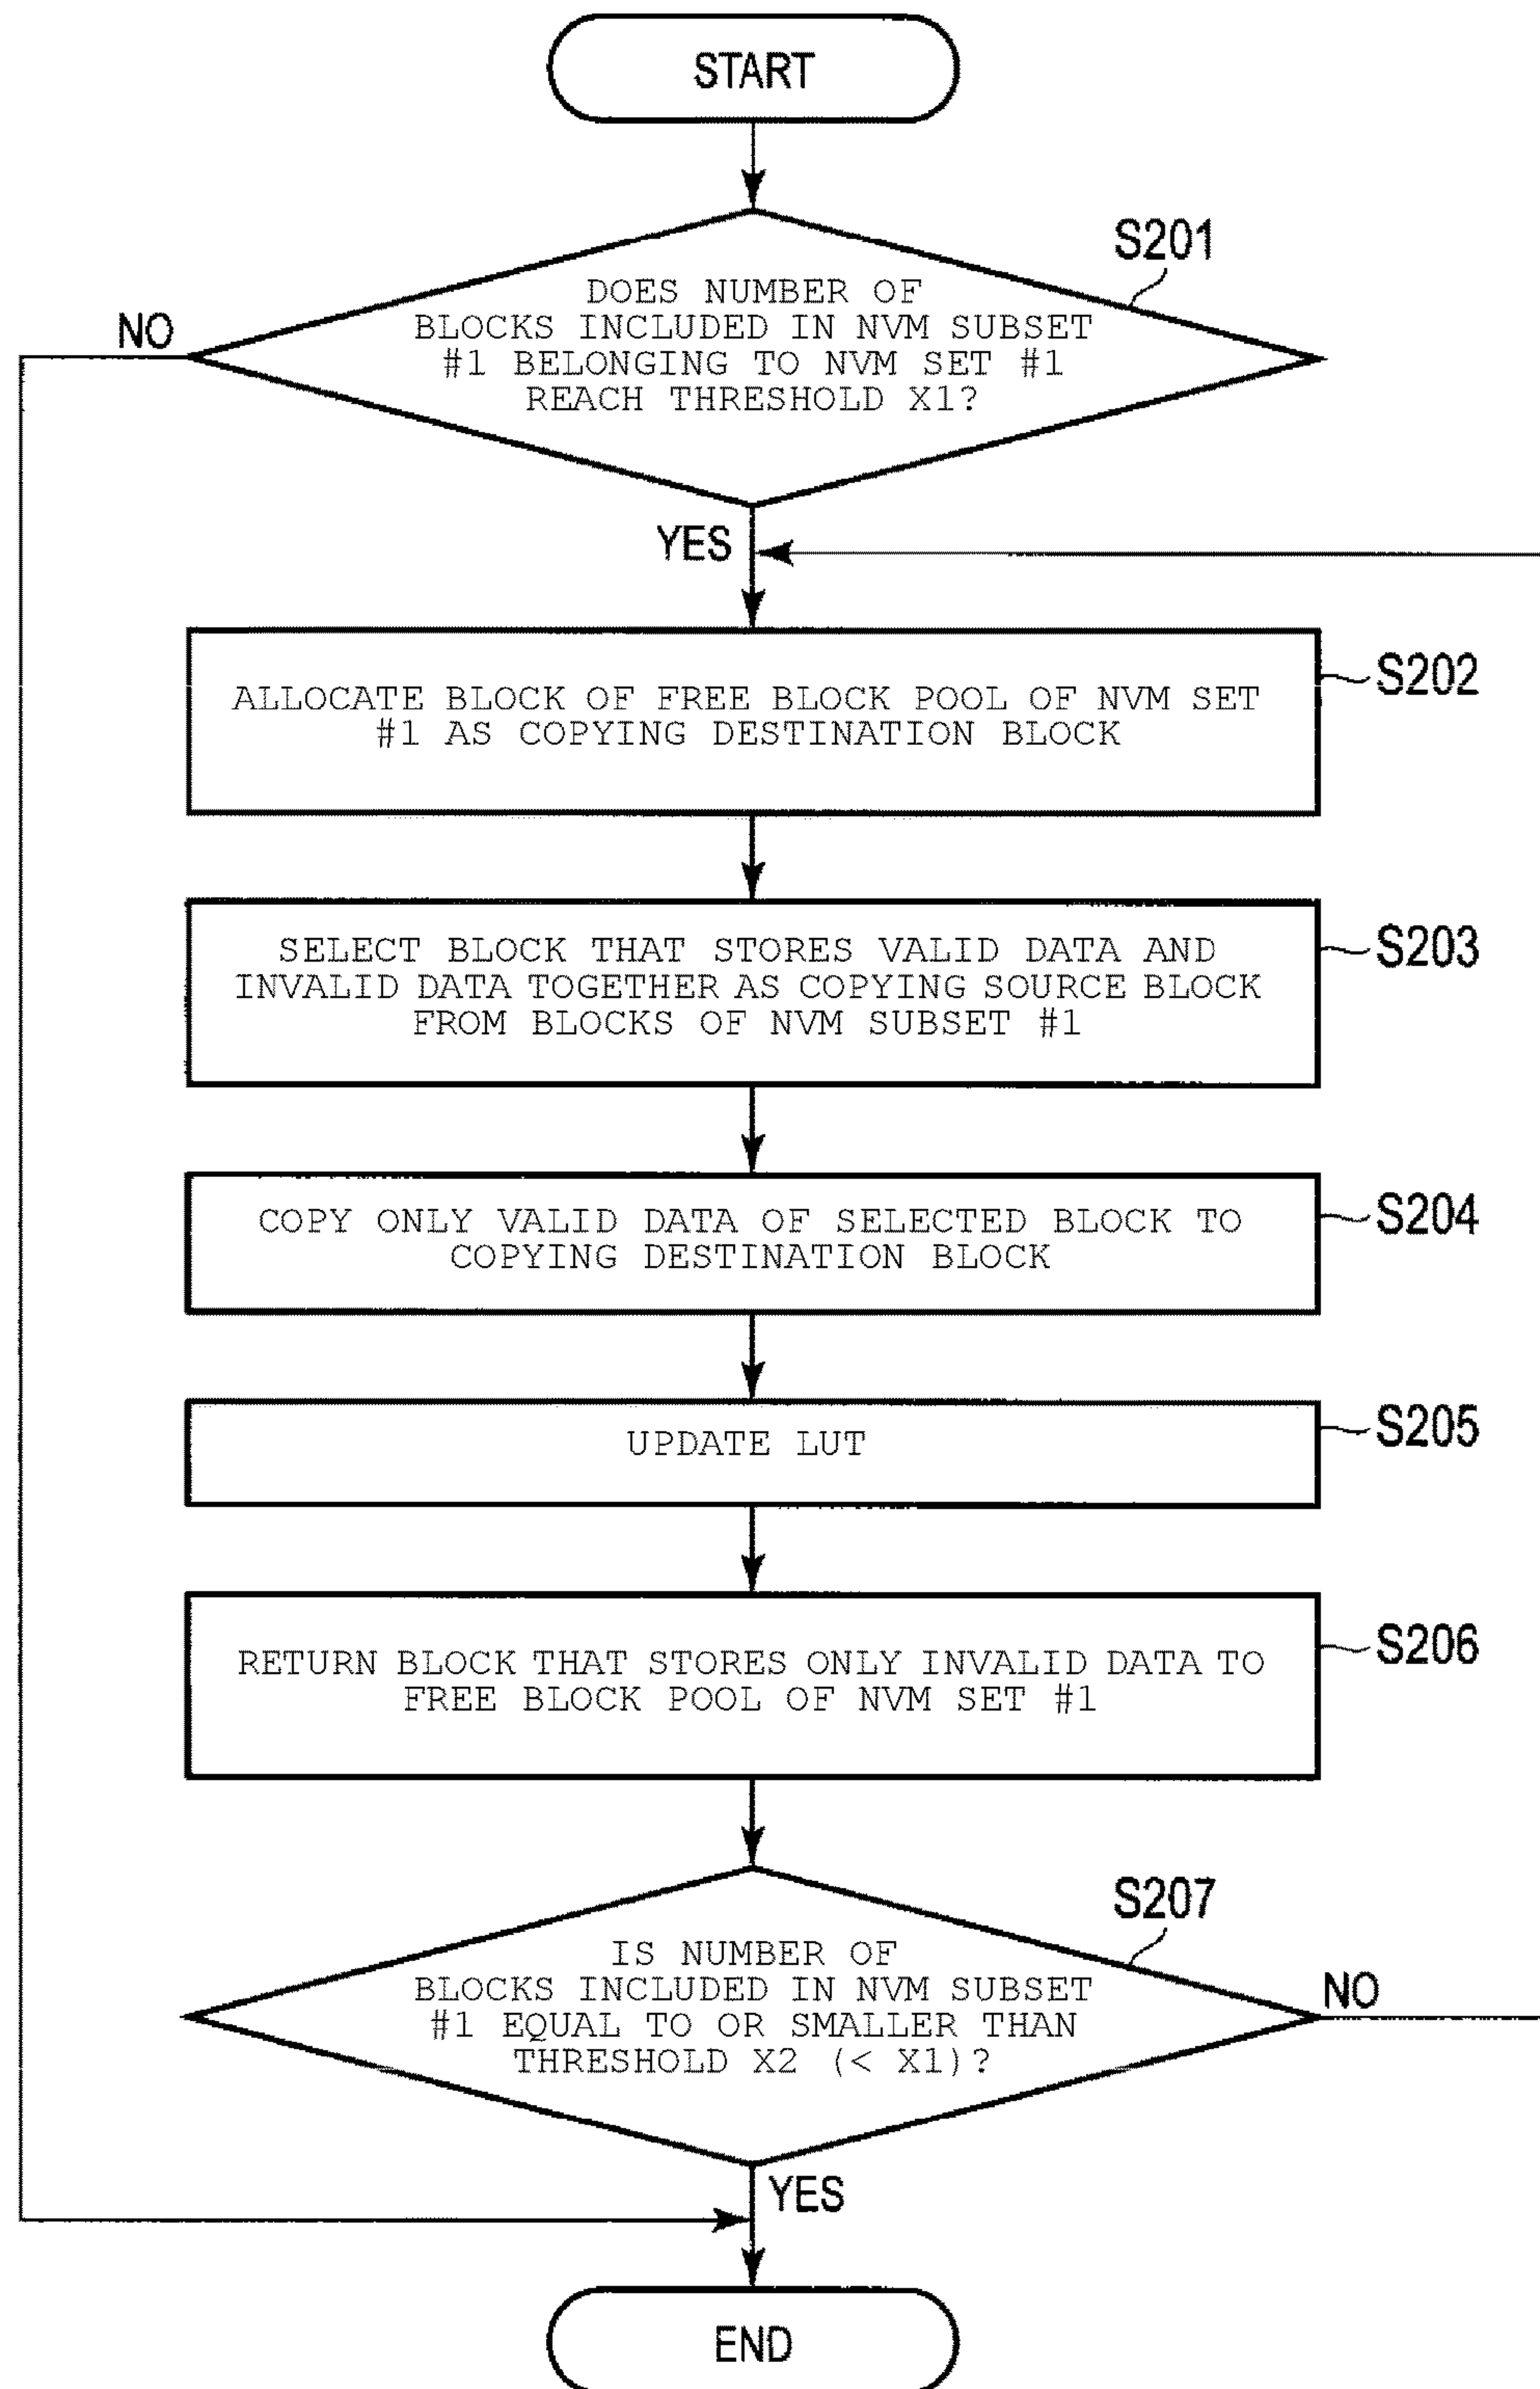 START
S201
DOES NUMBER OF
BLOCKS INCLUDED IN NVM SUBSET
#1 BELONGING TO NVM SET #1
REACH THRESHOLD X1?
NO
YES
S202
ALLOCATE BLOCK OF FREE BLOCK POOL OF NVM SET
#1 AS COPYING DESTINATION BLOCK
S203
SELECT BLOCK THAT STORES VALID DATA AND
INVALID DATA TOGETHER AS COPYING SOURCE BLOCK
FROM BLOCKS OF NVM SUBSET #1
S204
COPY ONLY VALID DATA OF SELECTED BLOCK TO
COPYING DESTINATION BLOCK
S205
UPDATE LUT
S206
RETURN BLOCK THAT STORES ONLY INVALID DATA TO
FREE BLOCK POOL OF NVM SET #1
S207
IS NUMBER OF
BLOCKS INCLUDED IN NVM SUBSET
#1 EQUAL TO OR SMALLER THAN
THRESHOLD X2 (< X1)?
NO
YES
END